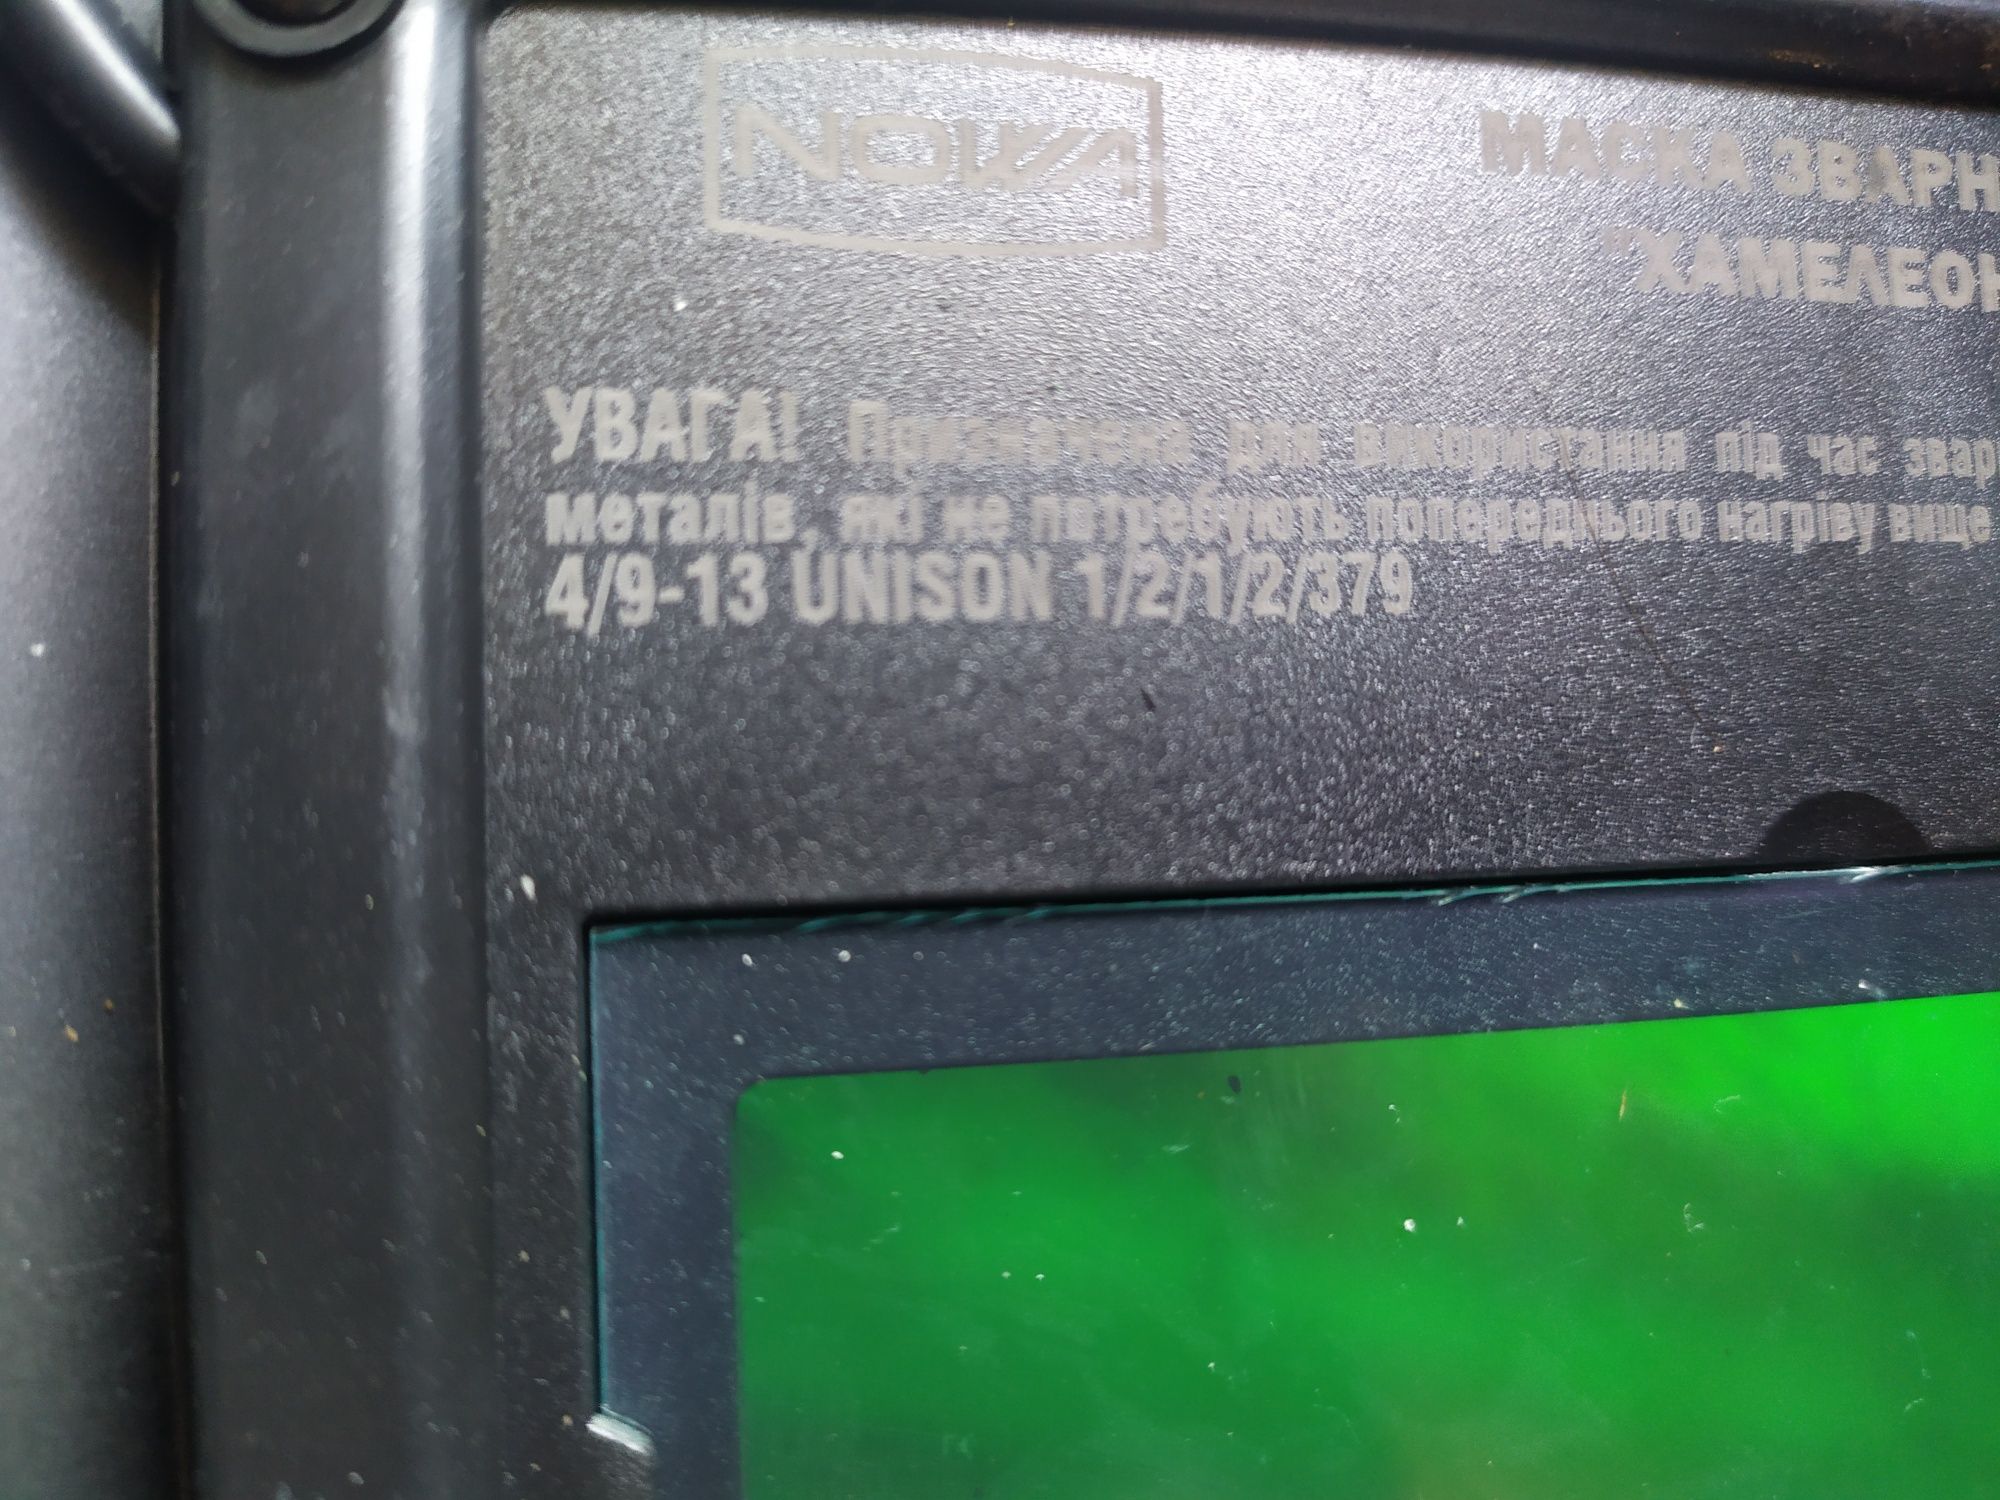 NOWA
МАСКА ЗВАРН
"ХАМЕЛЕОН
УВАГА! Призначена для використання під час звар
металів, які не потребують попереднього нагріву вище
4/9-13 UNISON 1/2/1/2/379